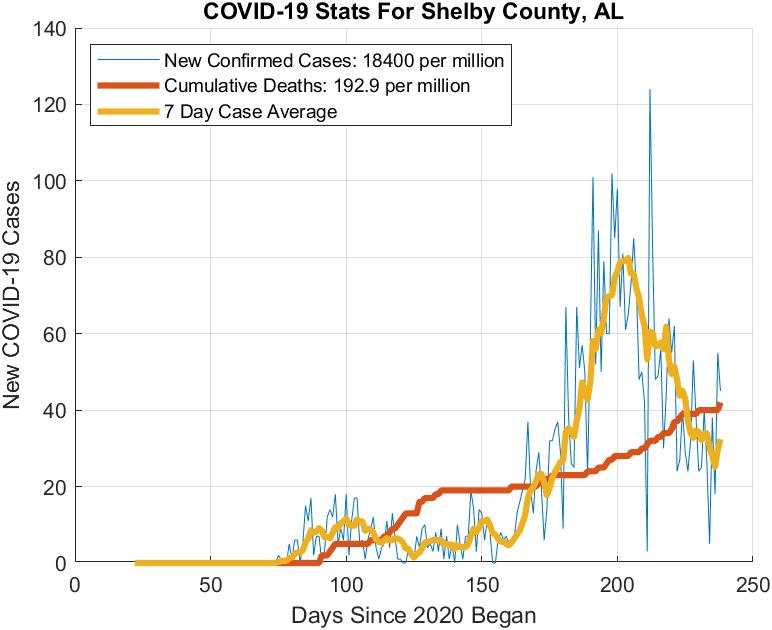 COVID-19 Stats For Shelby County, AL
New Confirmed Cases: 18400 per million
Cumulative Deaths: 192.9 per million
7 Day Case Average
New COVID-19 Cases
140
120
100
80
60
40
20
0
0 50 100 150 200 250
Days Since 2020 Began